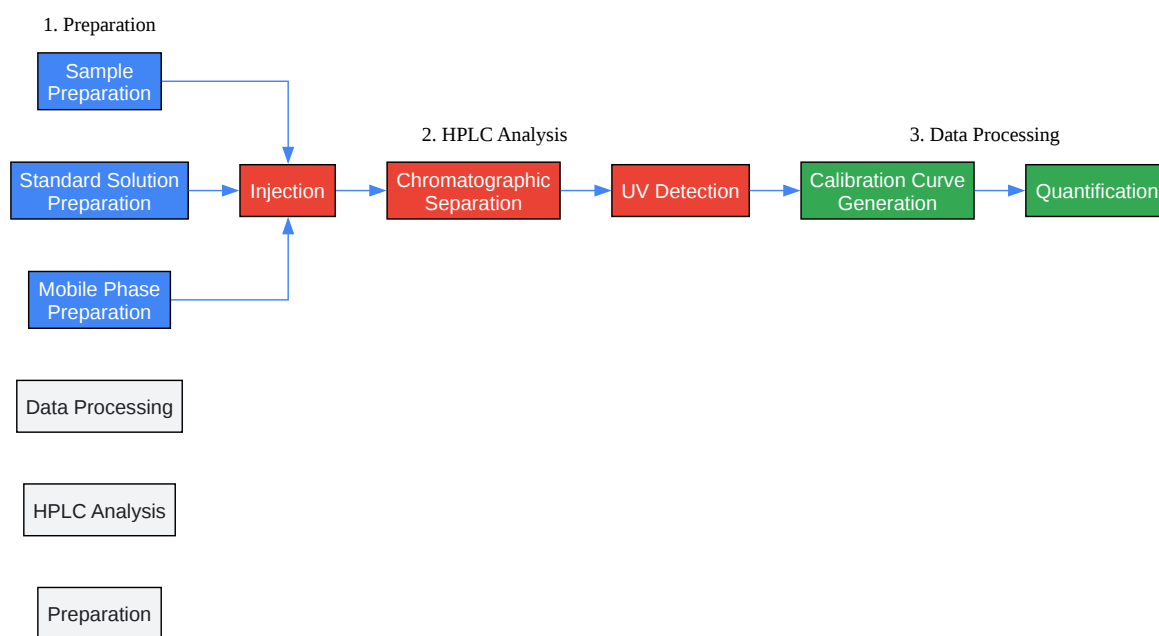 1. Preparation
Sample
Preparation
2. HPLC Analysis
3. Data Processing
Standard Solution
Preparation
Injection
Chromatographic
Separation
UV Detection
Calibration Curve
Generation
Quantification
Mobile Phase
Preparation
Data Processing
HPLC Analysis
Preparation